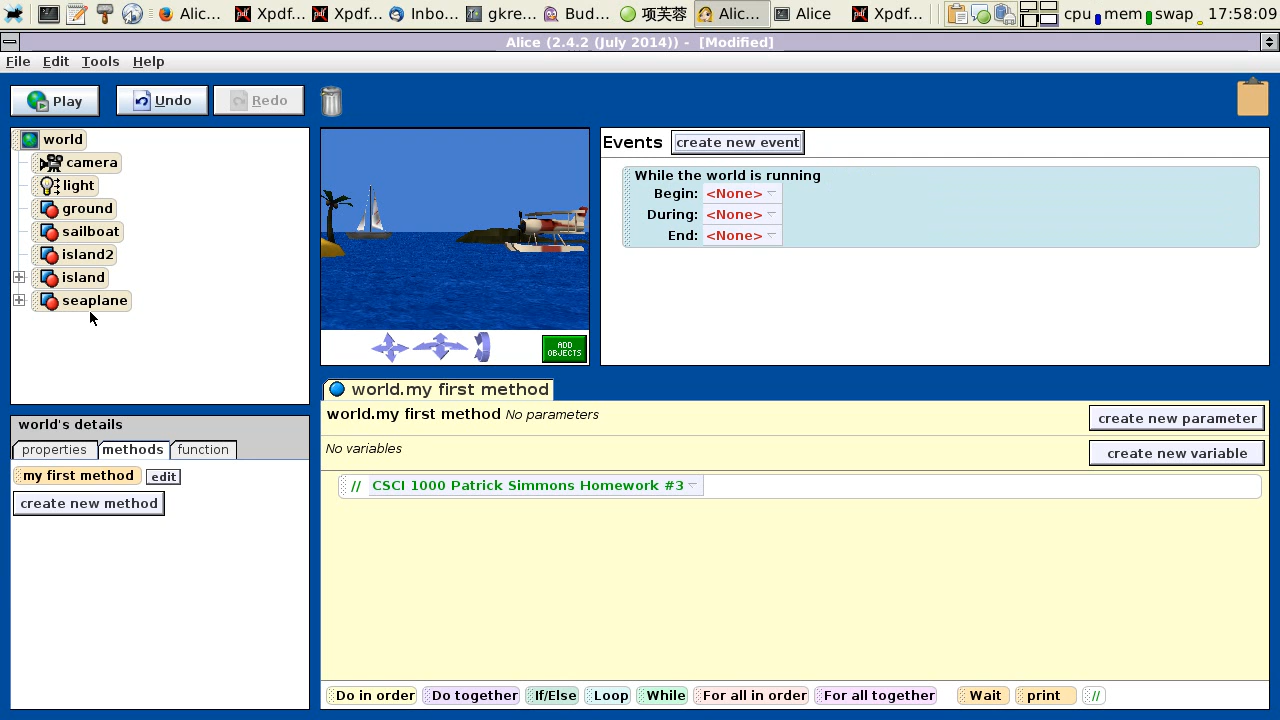 Alic... Xpdf... Xpdf... Inbo... gkne... Bud... 项芙蓉 Alic... Alice Xpdf... cpu mem swap 17:58:09
Alice (2.4.2 (July 2014)) - [Modified]
File Edit Tools Help
Play Undo Redo
world
camera
light
ground
sailboat
island2
island
seaplane
ADD
OBJECTS
Events create new event
While the world is running
Begin: <None>
During: <None>
End: <None>
world's details
properties methods function
my first method edit
create new method
world.my first method
world.my first method No parameters create new parameter
No variables create new variable
// CSCI 1000 Patrick Simmons Homework #3
Do in order Do together If/Else Loop While For all in order For all together Wait print //